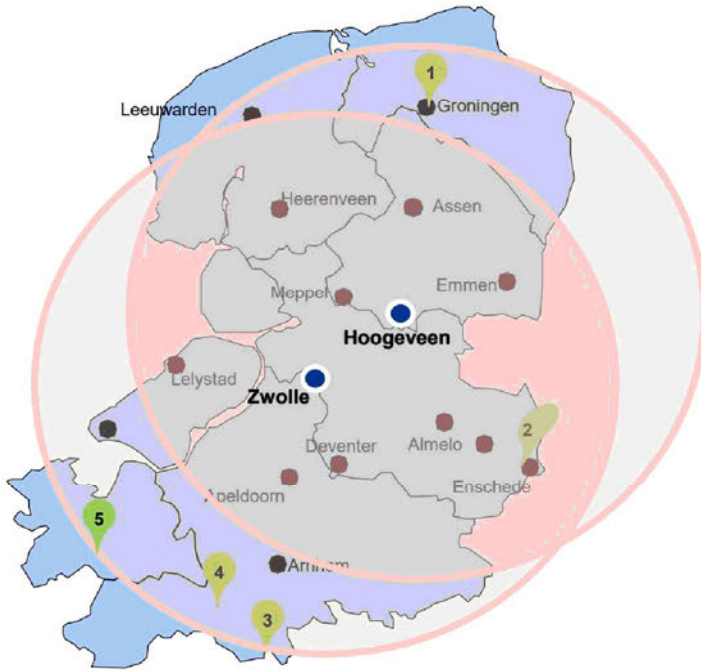 1
Groningen
Leeuwarden
Heerenveen
Assen
Emmen
Meppel
Hoogeveen
Lelystad
Zwolle
2
Almelo
Deventer
Enschede
Apeldoorn
5
4
Arnhem
3